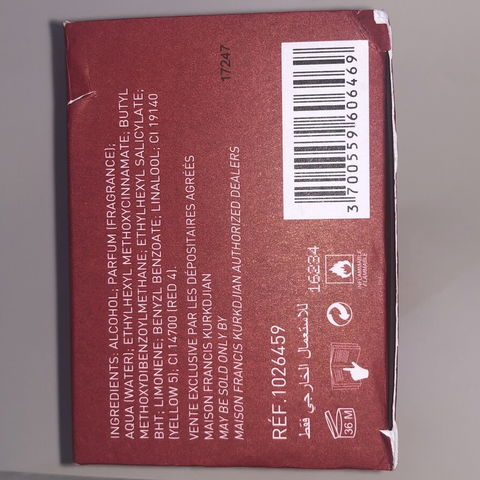 INGREDIENTS: ALCOHOL; PARFUM (FRAGRANCE);
AQUA (WATER); ETHYLHEXYL METHOXYCINNAMATE; BUTYL
METHOXYDIBENZOYLMETHANE; ETHYLHEXYL SALICYLATE;
BHT; LIMONENE; BENZYL BENZOATE; LINALOOL; CI 19140
(YELLOW 5); CI 14700 (RED 4).
VENTE EXCLUSIVE PAR LES DÉPOSITAIRES AGRÉÉS
MAISON FRANCIS KURKDJIAN
MAY BE SOLD ONLY BY
MAISON FRANCIS KURKDJIAN AUTHORIZED DEALERS
17247
RÉF.1026459
للاستعمال الخارجي فقط
16234
36 M
INFLAMMABLE
FLAMMABLE
3 700559 606469